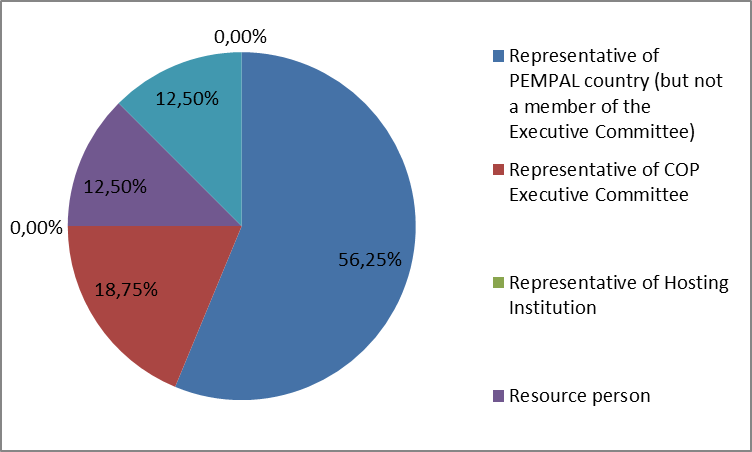 0,00%
12,50%
12,50%
0,00%
18,75%
56,25%
Representative of
PEMPAL country (but not
a member of the
Executive Committee)
Representative of COP
Executive Committee
Representative of Hosting
Institution
Resource person